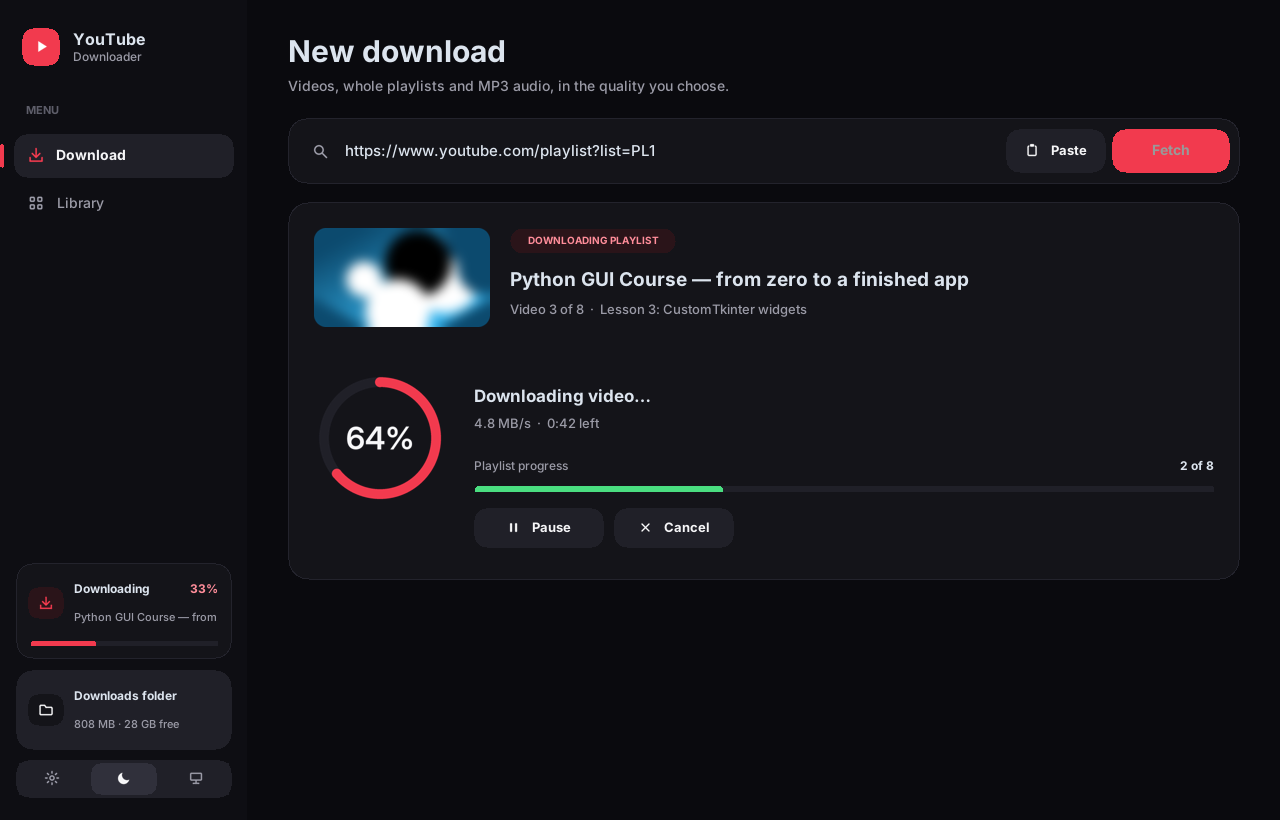 YouTube
Downloader
MENU
Download
Library
Downloading 33%
Python GUI Course — from
Downloads folder
808 MB · 28 GB free
New download
Videos, whole playlists and MP3 audio, in the quality you choose.
https://www.youtube.com/playlist?list=PL1
Paste
Fetch
DOWNLOADING PLAYLIST
Python GUI Course — from zero to a finished app
Video 3 of 8 · Lesson 3: CustomTkinter widgets
64%
Downloading video…
4.8 MB/s · 0:42 left
Playlist progress 2 of 8
Pause
Cancel